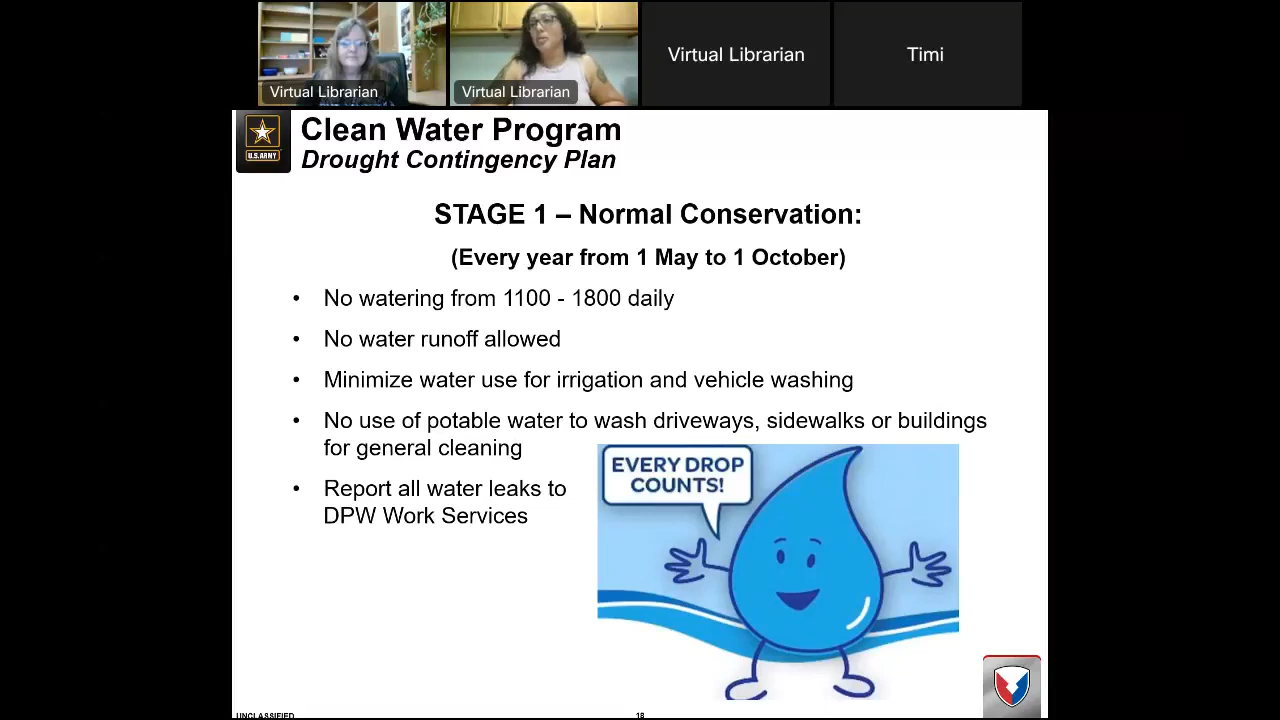 Virtual Librarian
Virtual Librarian
Virtual Librarian
Timi
U.S.ARMY
Clean Water Program
Drought Contingency Plan
STAGE 1 – Normal Conservation:
(Every year from 1 May to 1 October)
• No watering from 1100 - 1800 daily
• No water runoff allowed
• Minimize water use for irrigation and vehicle washing
• No use of potable water to wash driveways, sidewalks or buildings
for general cleaning
• Report all water leaks to
DPW Work Services
EVERY DROP
COUNTS!
UNCLASSIFIED
18